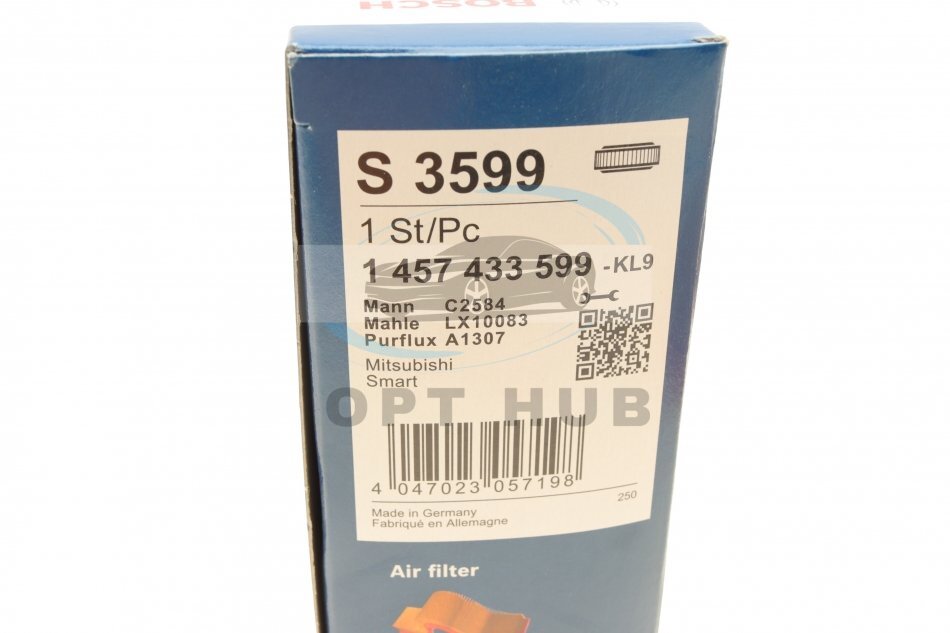 BOSCH
S 3599
1 St/Pc
1 457 433 599 -KL9
Mann C2584
Mahle LX10083
Purflux A1307
Mitsubishi
Smart
OPT HUB
4 047023 057198
250
Made in Germany
Fabriqué en Allemagne
Air filter